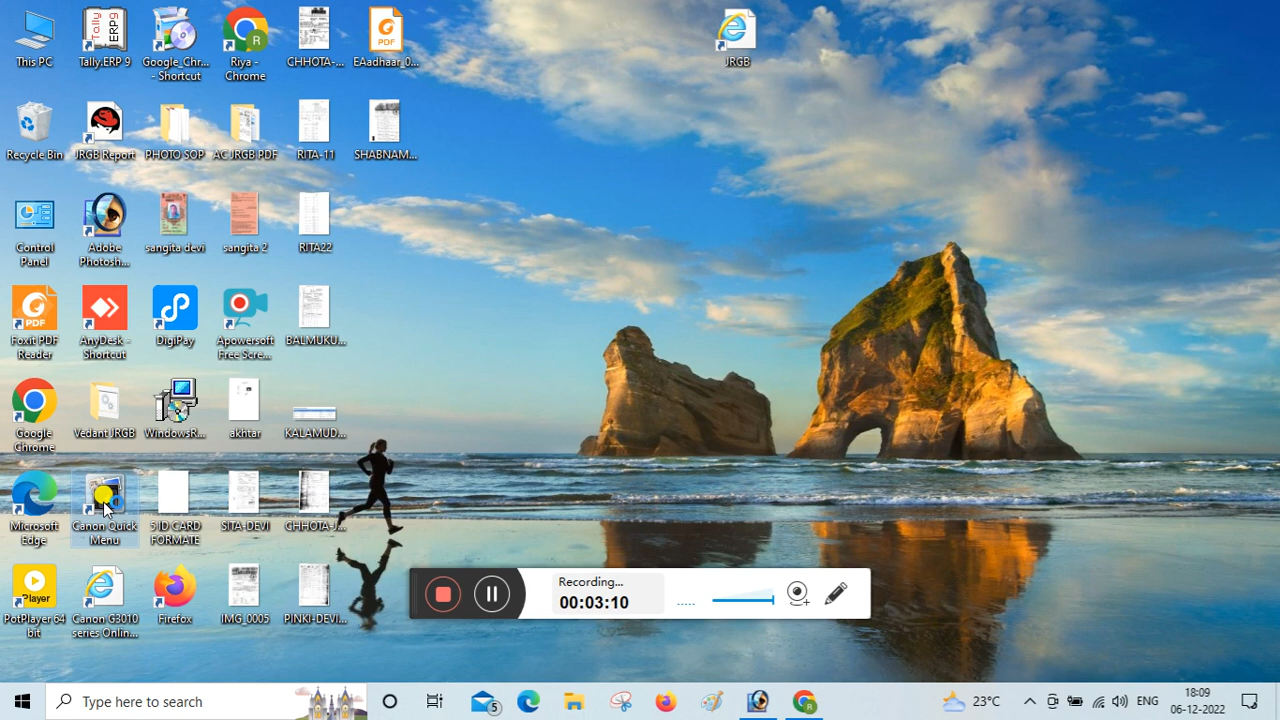 This PC
Tally.ERP 9
Google_Chr...
- Shortcut
Riya -
Chrome
CHHOTA-...
EAadhaar_0...
JRGB
Recycle Bin
JRGB Report
PHOTO SOP
AC JRGB PDF
RITA-11
SHABNAM...
Control
Panel
Adobe
Photosh...
sangita devi
sangita 2
RITA22
Foxit PDF
Reader
AnyDesk -
Shortcut
DigiPay
Apowersoft
Free Scre...
BALMUKU...
Google
Chrome
Vedant JRGB
WindowsR...
akhtar
KALAMUD...
Microsoft
Edge
Canon Quick
Menu
5 ID CARD
FORMATE
SITA-DEVI
CHHOTA-J...
PotPlayer 64
bit
Canon G3010
series Onlin...
Firefox
IMG_0005
PINKI-DEVI...
Recording...
00:03:10
Type here to search
5
23°C
ENG
18:09
06-12-2022